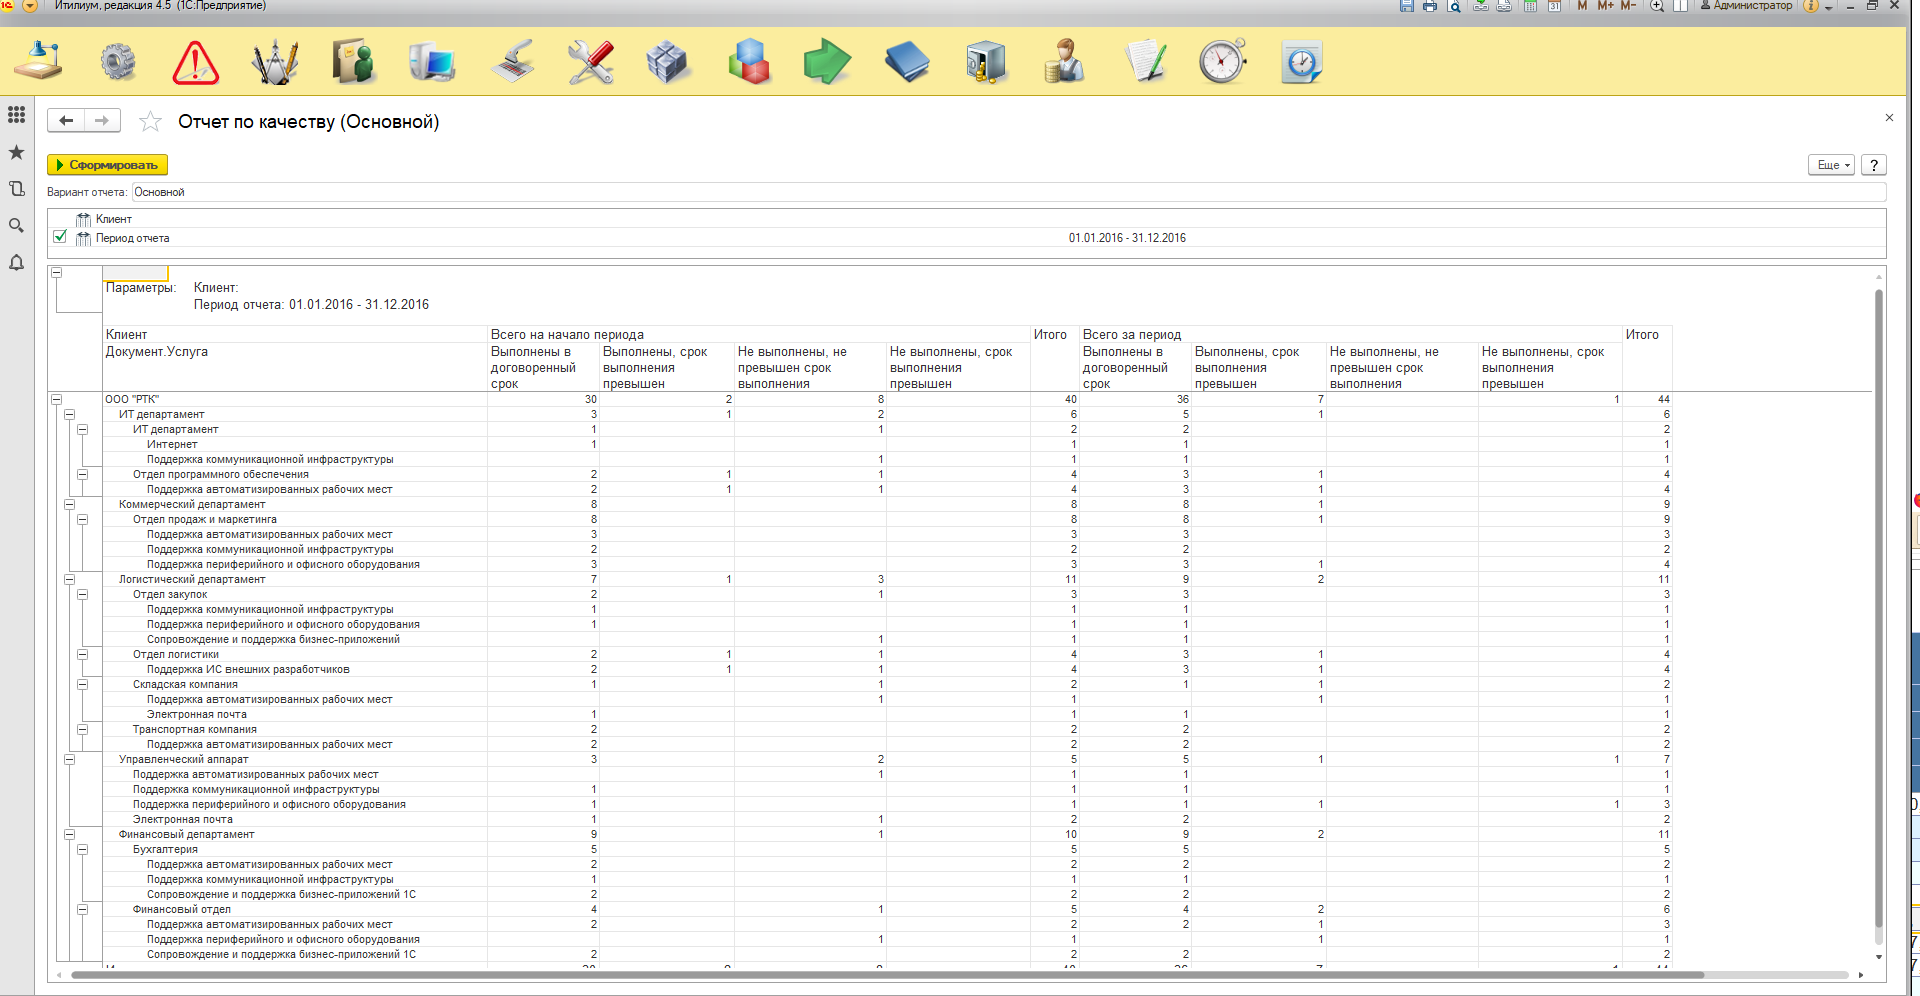 Итилиум, редакция 4.5 (1С:Предприятие)
M M+ M- Администратор
Отчет по качеству (Основной)
Сформировать
Еще ?
Вариант отчета: Основной
Клиент
Период отчета 01.01.2016 - 31.12.2016
Параметры: Клиент:
Период отчета: 01.01.2016 - 31.12.2016
Клиент Всего на начало периода Итого Всего за период Итого
Документ.Услуга Выполнены в договоренный срок Выполнены, срок выполнения превышен Не выполнены, не превышен срок выполнения Не выполнены, срок выполнения превышен Выполнены в договоренный срок Выполнены, срок выполнения превышен Не выполнены, не превышен срок выполнения Не выполнены, срок выполнения превышен
ООО "РТК" 30 2 8 40 36 7 1 44
ИТ департамент 3 1 2 6 5 1 6
ИТ департамент 1 1 2 2 2
Интернет 1 1 1 1
Поддержка коммуникационной инфраструктуры 1 1 1 1
Отдел программного обеспечения 2 1 1 4 3 1 4
Поддержка автоматизированных рабочих мест 2 1 1 4 3 1 4
Коммерческий департамент 8 8 8 1 9
Отдел продаж и маркетинга 8 8 8 1 9
Поддержка автоматизированных рабочих мест 3 3 3 3
Поддержка коммуникационной инфраструктуры 2 2 2 2
Поддержка периферийного и офисного оборудования 3 3 3 1 4
Логистический департамент 7 1 3 11 9 2 11
Отдел закупок 2 1 3 3 3
Поддержка коммуникационной инфраструктуры 1 1 1 1
Поддержка периферийного и офисного оборудования 1 1 1 1
Сопровождение и поддержка бизнес-приложений 1 1 1 1
Отдел логистики 2 1 1 4 3 1 4
Поддержка ИС внешних разработчиков 2 1 1 4 3 1 4
Складская компания 1 1 2 1 1 2
Поддержка автоматизированных рабочих мест 1 1 1 1
Электронная почта 1 1 1 1
Транспортная компания 2 2 2 2
Поддержка автоматизированных рабочих мест 2 2 2 2
Управленческий аппарат 3 2 5 5 1 1 7
Поддержка автоматизированных рабочих мест 1 1 1 1
Поддержка коммуникационной инфраструктуры 1 1 1 1
Поддержка периферийного и офисного оборудования 1 1 1 1 1 3
Электронная почта 1 1 2 2 2
Финансовый департамент 9 1 10 9 2 11
Бухгалтерия 5 5 5 5
Поддержка автоматизированных рабочих мест 2 2 2 2
Поддержка коммуникационной инфраструктуры 1 1 1 1
Сопровождение и поддержка бизнес-приложений 1С 2 2 2 2
Финансовый отдел 4 1 5 4 2 6
Поддержка автоматизированных рабочих мест 2 2 2 1 3
Поддержка периферийного и офисного оборудования 1 1 1 1
Сопровождение и поддержка бизнес-приложений 1С 2 2 2 2